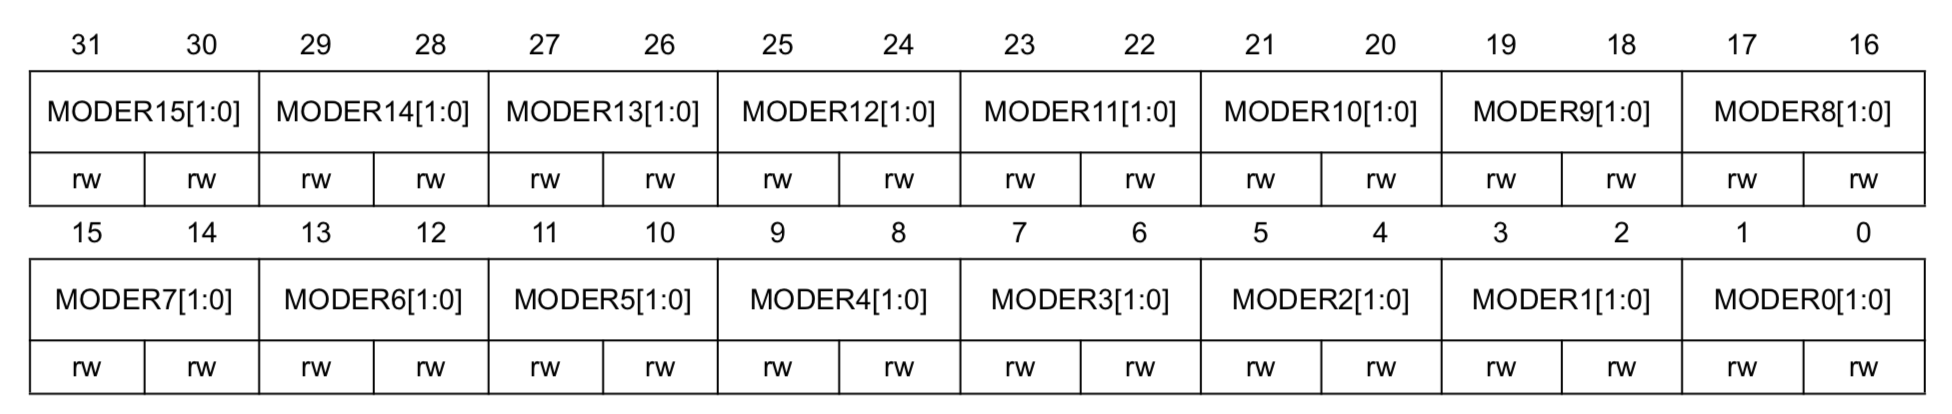 31 30 29 28 27 26 25 24 23 22 21 20 19 18 17 16
MODER15[1:0] MODER14[1:0] MODER13[1:0] MODER12[1:0] MODER11[1:0] MODER10[1:0] MODER9[1:0] MODER8[1:0]
rw rw rw rw rw rw rw rw rw rw rw rw rw rw rw rw
15 14 13 12 11 10 9 8 7 6 5 4 3 2 1 0
MODER7[1:0] MODER6[1:0] MODER5[1:0] MODER4[1:0] MODER3[1:0] MODER2[1:0] MODER1[1:0] MODER0[1:0]
rw rw rw rw rw rw rw rw rw rw rw rw rw rw rw rw